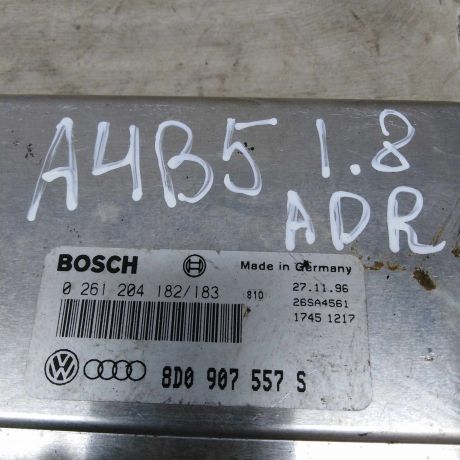 A4B5 1.8
ADR
BOSCH Made in Germany
0 261 204 182/183 810 27.11.96
26SA4561
1745 1217
8D0 907 557 S